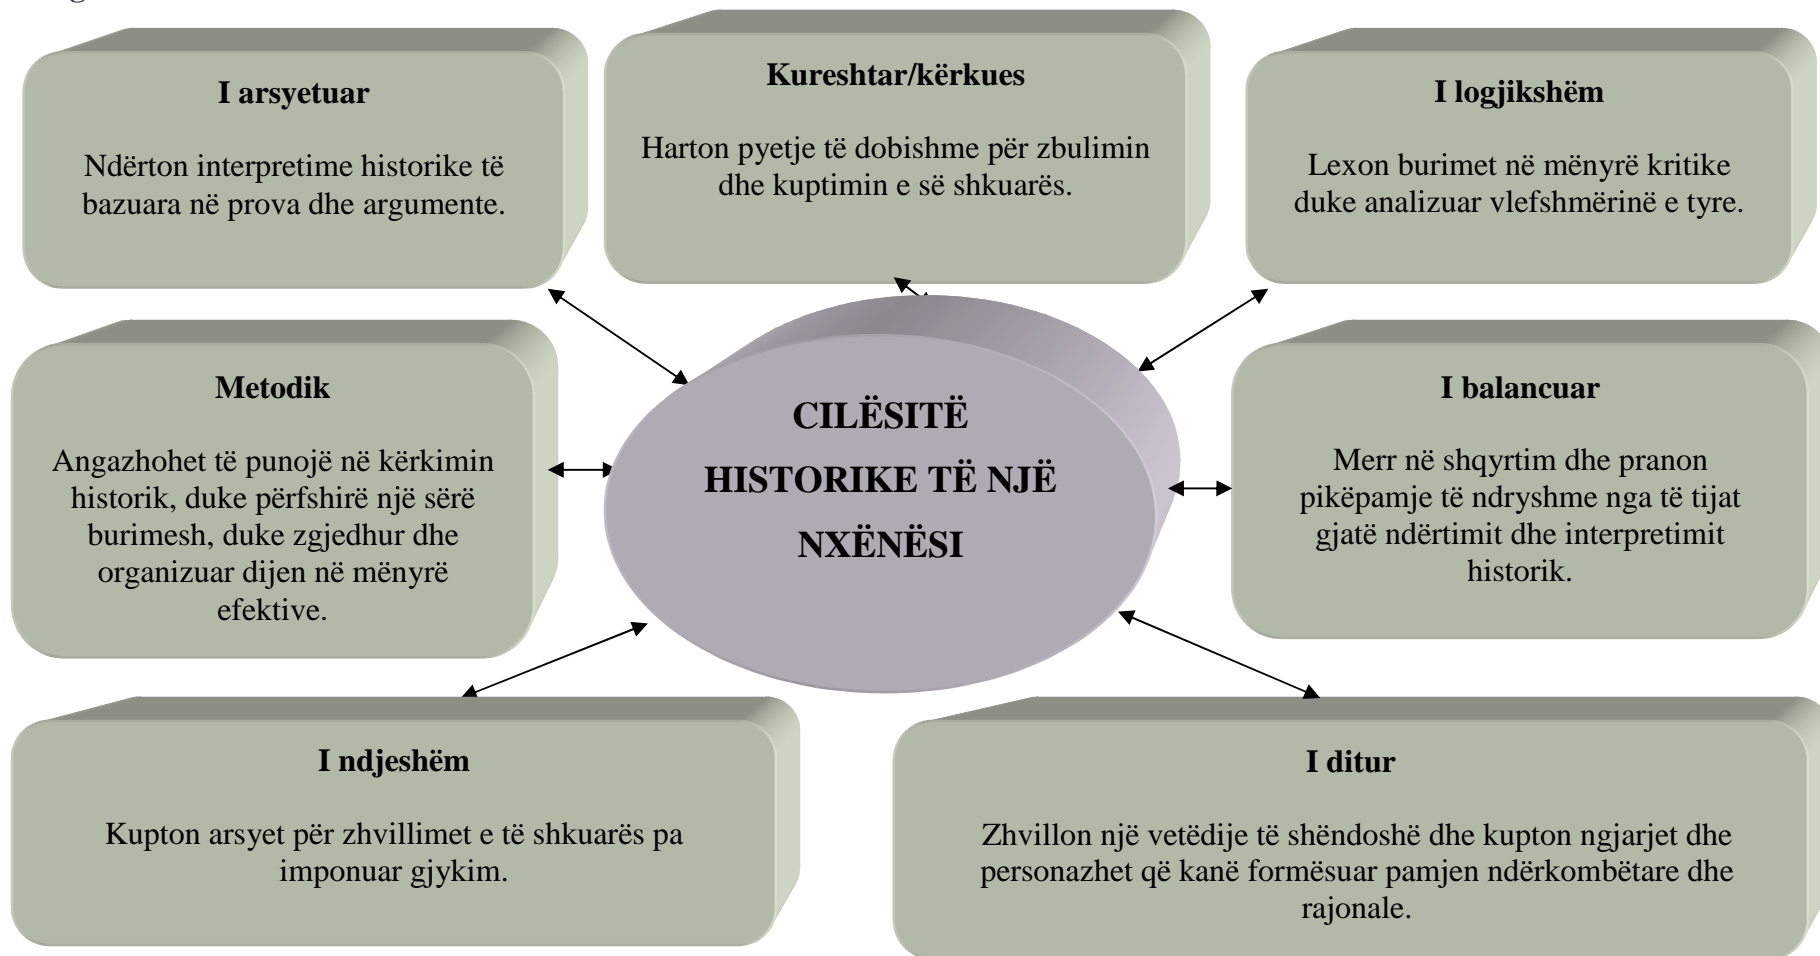 I arsyetuar
Ndërton interpretime historike të
bazuara në prova dhe argumente.
Kureshtar/kërkues
Harton pyetje të dobishme për zbulimin
dhe kuptimin e së shkuarës.
I logjikshëm
Lexon burimet në mënyrë kritike
duke analizuar vlefshmërinë e tyre.
Metodik
Angazhohet të punojë në kërkimin
historik, duke përfshirë një sërë
burimesh, duke zgjedhur dhe
organizuar dijen në mënyrë
efektive.
CILËSITË
HISTORIKE TË NJË
NXËNËSI
I balancuar
Merr në shqyrtim dhe pranon
pikëpamje të ndryshme nga të tijat
gjatë ndërtimit dhe interpretimit
historik.
I ndjeshëm
Kupton arsyet për zhvillimet e të shkuarës pa
imponuar gjykim.
I ditur
Zhvillon një vetëdije të shëndoshë dhe kupton ngjarjet dhe
personazhet që kanë formësuar pamjen ndërkombëtare dhe
rajonale.